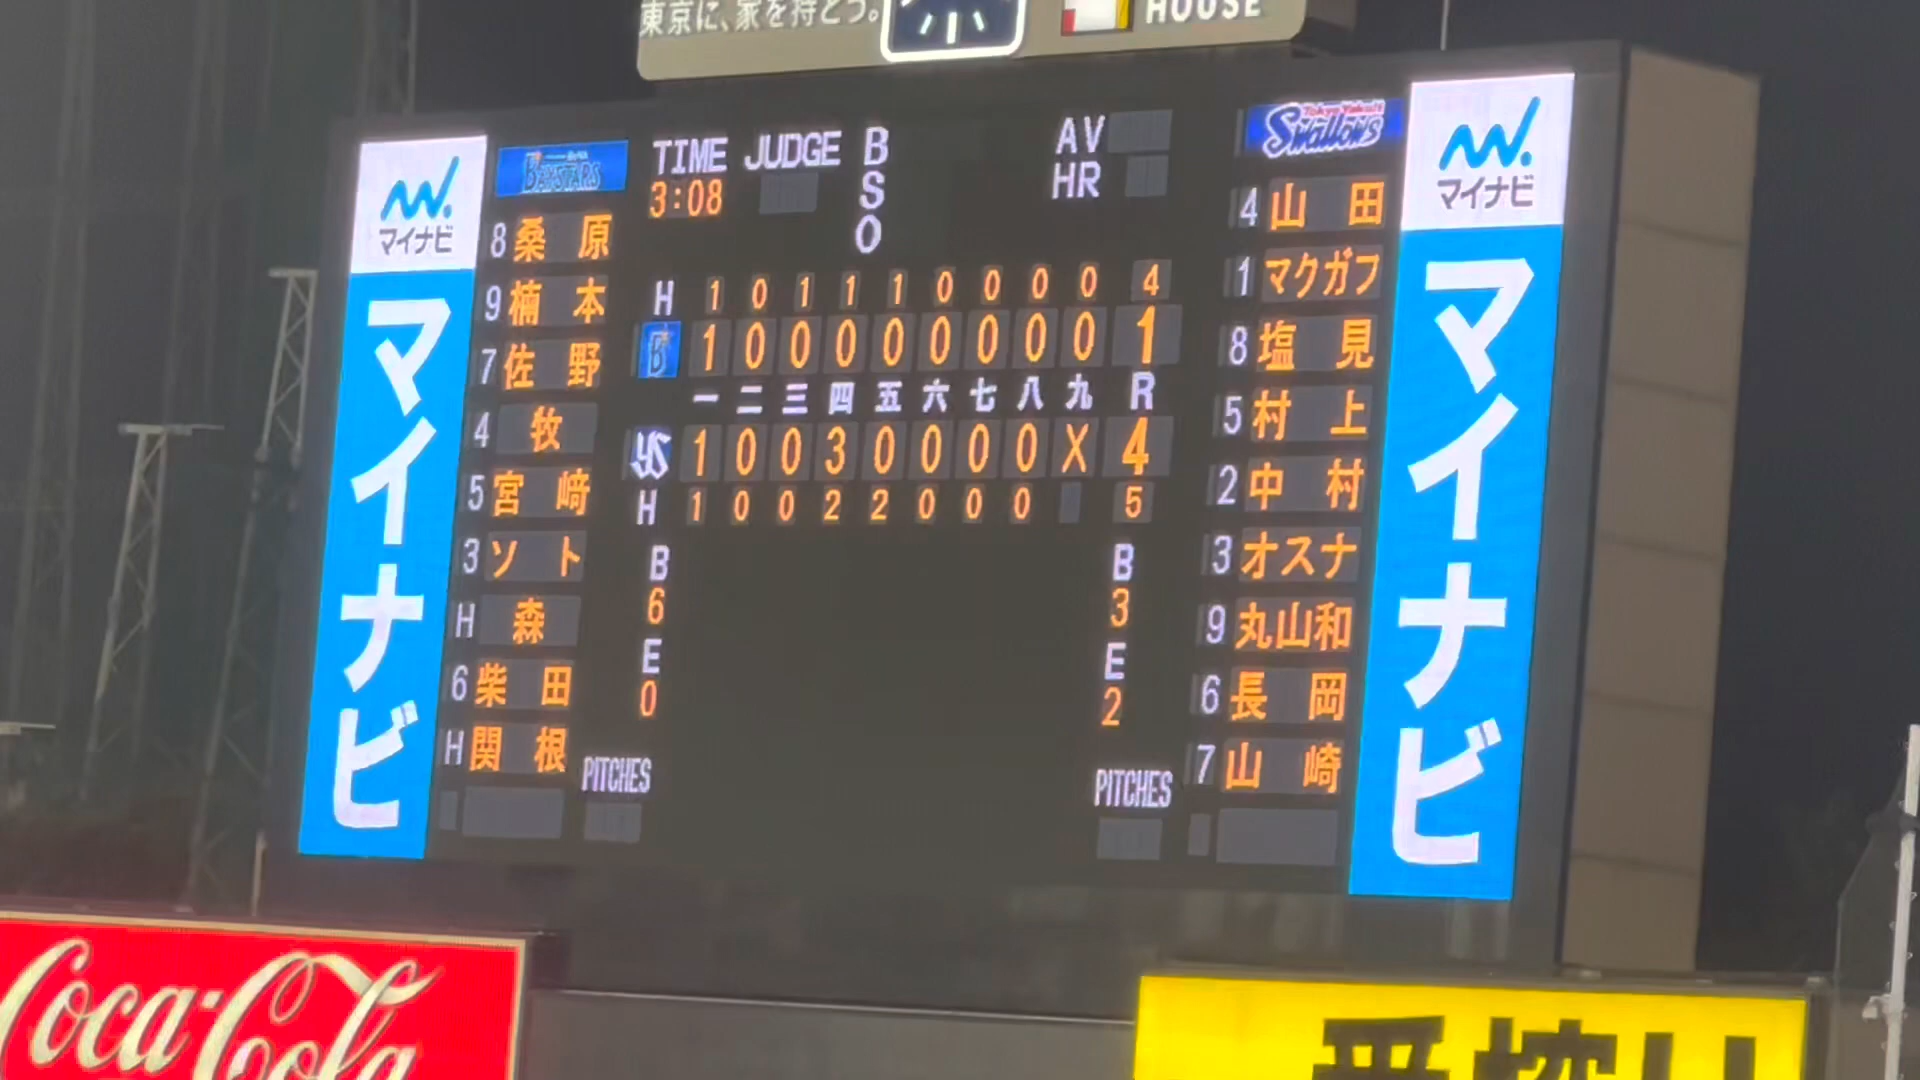 東京に、家を持とう。
HOUSE
マイナビ
マイナビ
BAYSTARS
8 桑原
9 楠本
7 佐野
4 牧
5 宮﨑
3 ソト
H 森
6 柴田
H 関根
TIME JUDGE
3:08
B
S
O
AV
HR
H 1 0 1 1 1 0 0 0 0 4
B 1 0 0 0 0 0 0 0 0 1
一 二 三 四 五 六 七 八 九 R
YS 1 0 0 3 0 0 0 0 X 4
H 1 0 0 2 2 0 0 0 5
B
6
E
0
PITCHES
B
3
E
2
PITCHES
Tokyo Yakult
Swallows
4 山田
1 マクガフ
8 塩見
5 村上
2 中村
3 オスナ
9 丸山和
6 長岡
7 山崎
マイナビ
マイナビ
Coca-Cola